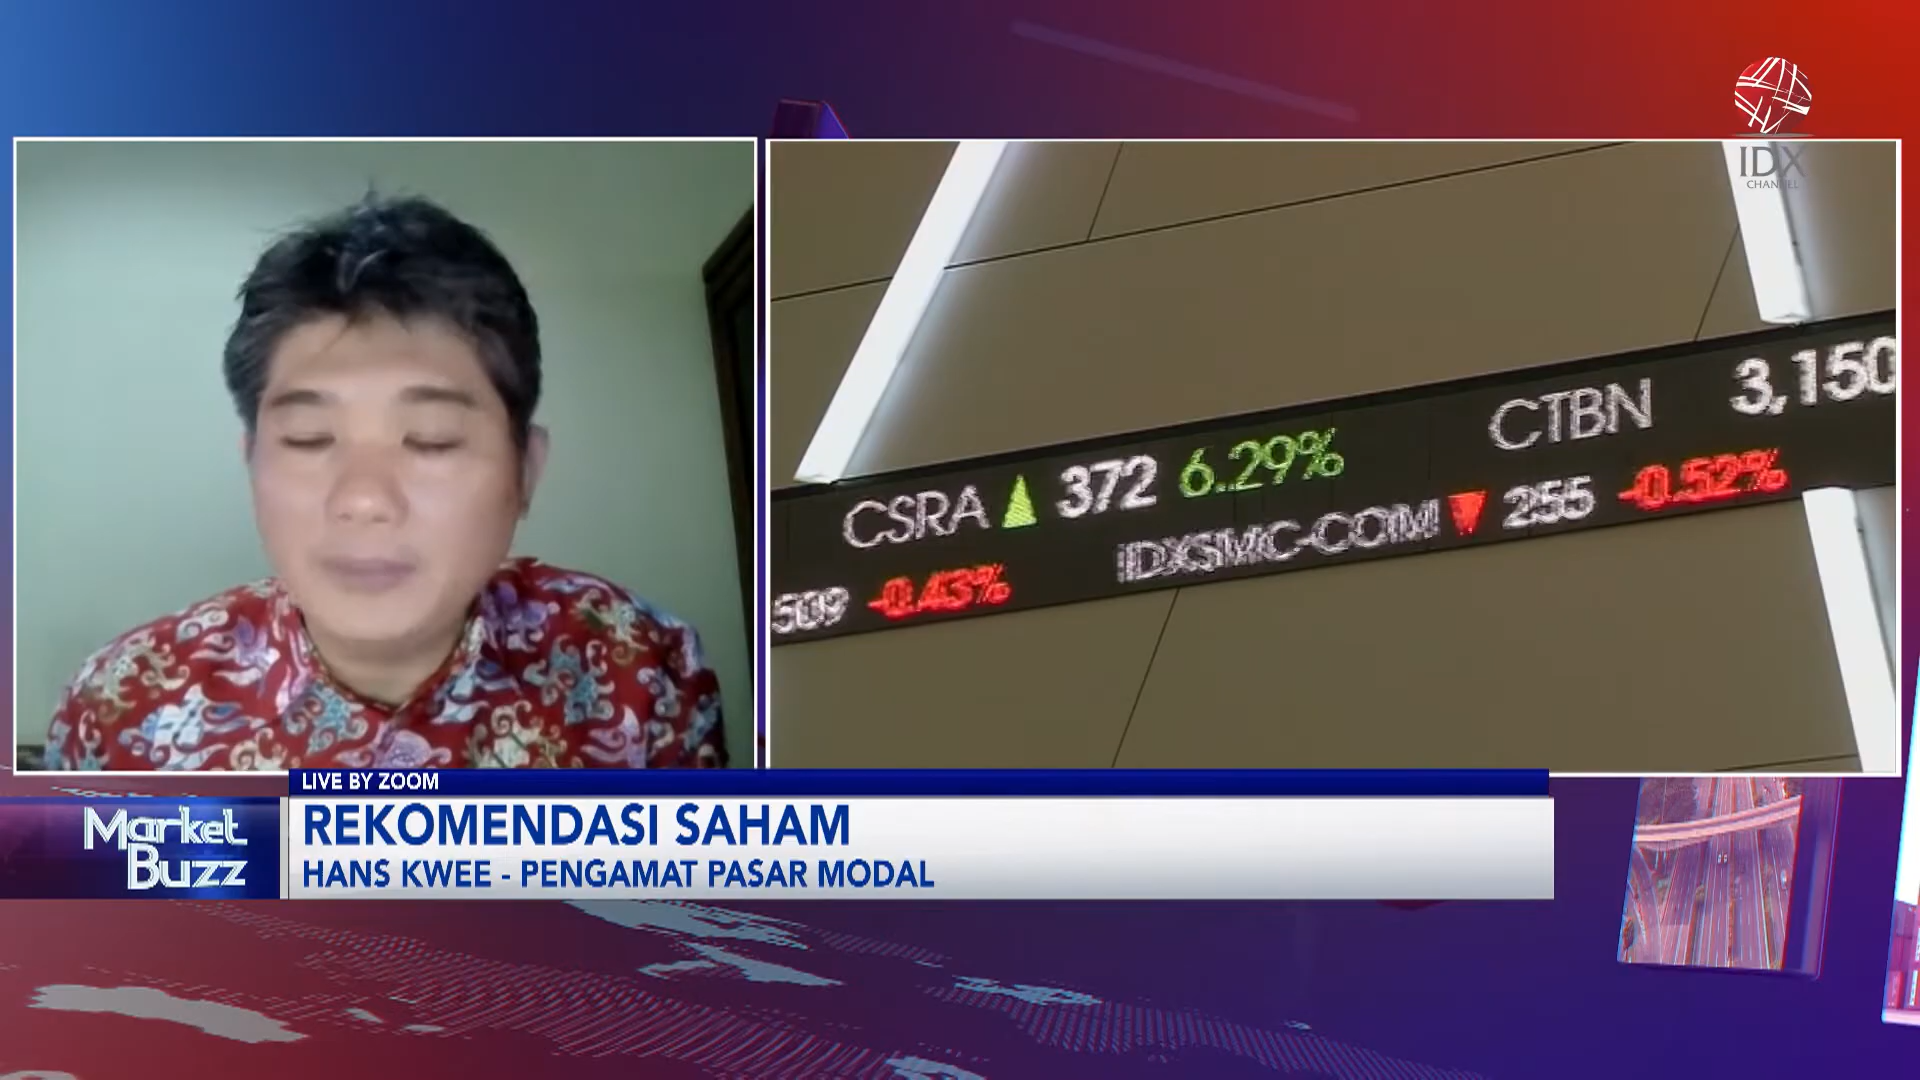 IDX
CHANNEL
CTBN 3,150
CSRA ▲ 372 6.29%
509 -0.43% IDXSMC-COM ▼ 255 -0.52%
LIVE BY ZOOM
Market
Buzz
REKOMENDASI SAHAM
HANS KWEE - PENGAMAT PASAR MODAL